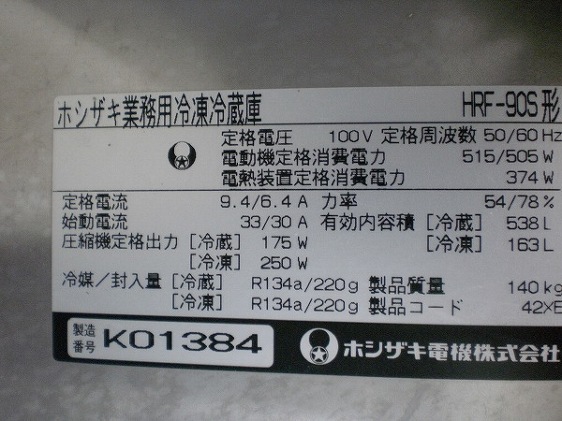 ホシザキ業務用冷凍冷蔵庫 HRF-90S形
定格電圧 100V 定格周波数 50/60Hz
電動機定格消費電力 515/505W
電熱装置定格消費電力 374W
定格電流 9.4/6.4A 力率 54/78%
始動電流 33/30A 有効内容積〔冷蔵〕 538L
圧縮機定格出力〔冷蔵〕 175W 〔冷凍〕 163L
〔冷凍〕 250W
冷媒/封入量〔冷蔵〕 R134a/220g 製品質量 140kg
〔冷凍〕 R134a/220g 製品コード 42XE
製造番号 K01384 ホシザキ電機株式会社